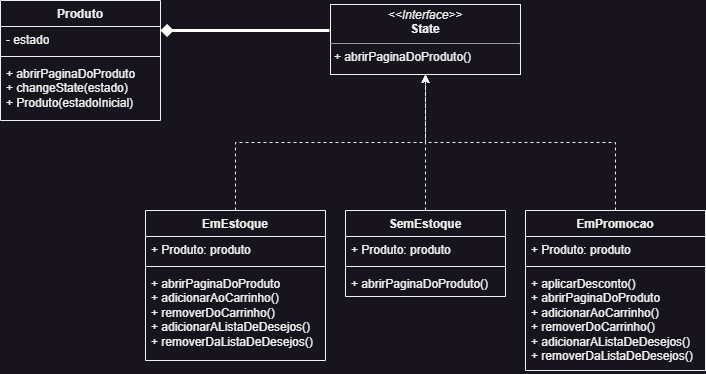 Produto
- estado
+ abrirPaginaDoProduto
+ changeState(estado)
+ Produto(estadoInicial)
<<Interface>>
State
+ abrirPaginaDoProduto()
EmEstoque
+ Produto: produto
+ abrirPaginaDoProduto
+ adicionarAoCarrinho()
+ removerDoCarrinho()
+ adicionarAListaDeDesejos()
+ removerDaListaDeDesejos()
SemEstoque
+ Produto: produto
+ abrirPaginaDoProduto()
EmPromocao
+ Produto: produto
+ aplicarDesconto()
+ abrirPaginaDoProduto
+ adicionarAoCarrinho()
+ removerDoCarrinho()
+ adicionarAListaDeDesejos()
+ removerDaListaDeDesejos()